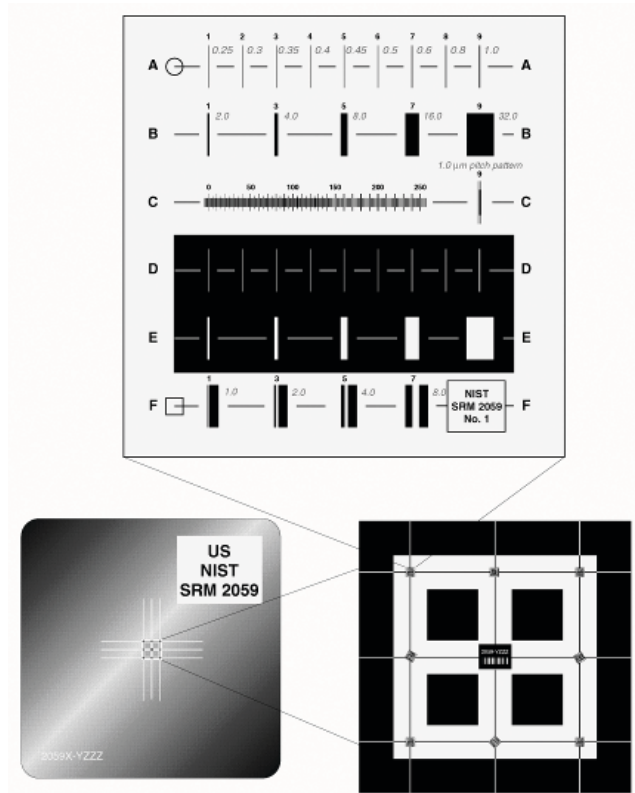 1 2 3 4 5 6 7 8 9
0.25 0.3 0.35 0.4 0.45 0.5 0.6 0.8 1.0
A A
1 3 5 7 9
2.0 4.0 8.0 16.0 32.0
B B
1.0 µm pitch pattern
9
0 50 100 150 200 250
C C
D D
E E
1 3 5 7
1.0 2.0 4.0 8.0
F F
NIST
SRM 2059
No. 1
US
NIST
SRM 2059
2059X-YZZZ
2059-YZZZ